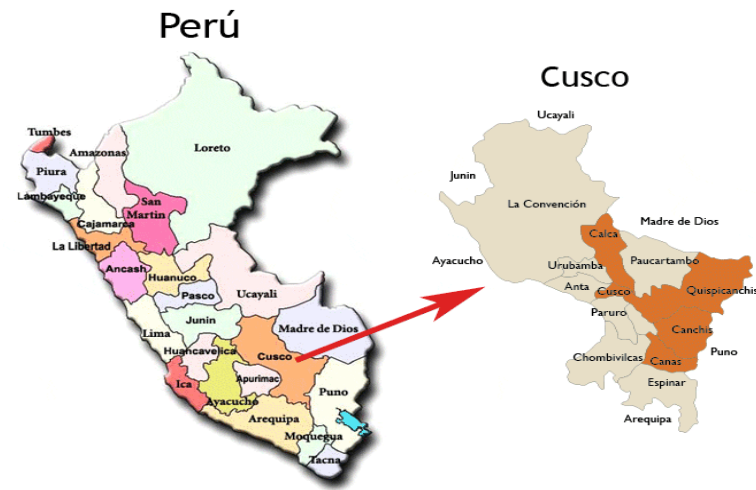 Perú
Tumbes
Amazonas
Loreto
Piura
Lambayeque
San
Martin
Cajamarca
La Libertad
Ancash
Huanuco
Pasco
Ucayali
Lima
Junin
Madre de Dios
Huancavelica
Cusco
Ica
Apurimac
Puno
Ayacucho
Arequipa
Moquegua
Tacna
Cusco
Ucayali
Junin
La Convención
Madre de Dios
Calca
Ayacucho
Urubamba
Paucartambo
Anta
Cusco
Quispicanchis
Paruro
Canchis
Chombivilcas
Canas
Puno
Espinar
Arequipa